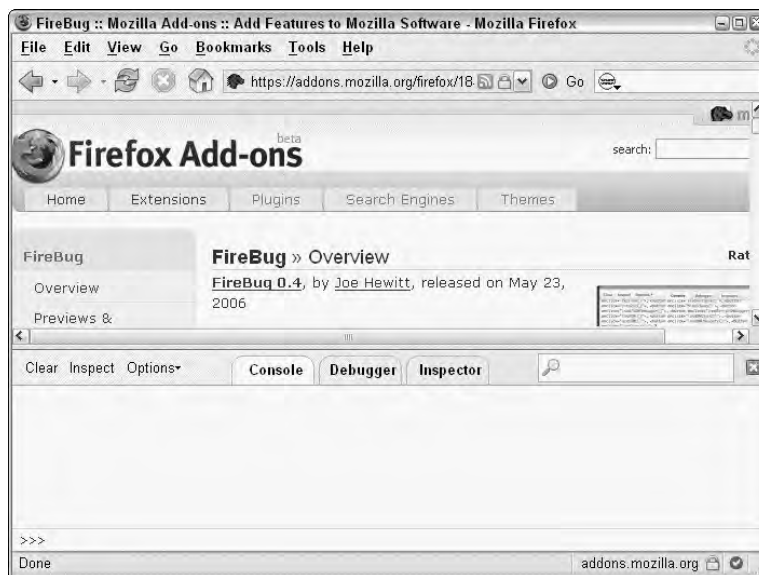 FireBug :: Mozilla Add-ons :: Add Features to Mozilla Software - Mozilla Firefox
File Edit View Go Bookmarks Tools Help
https://addons.mozilla.org/firefox/18 Go
m
beta
Firefox Add-ons
search:
Home Extensions Plugins Search Engines Themes
FireBug
Overview
Previews &
FireBug » Overview
Rat
FireBug 0.4, by Joe Hewitt, released on May 23,
2006
Clear Inspect Options Console Debugger Inspector
>>>
Done addons.mozilla.org